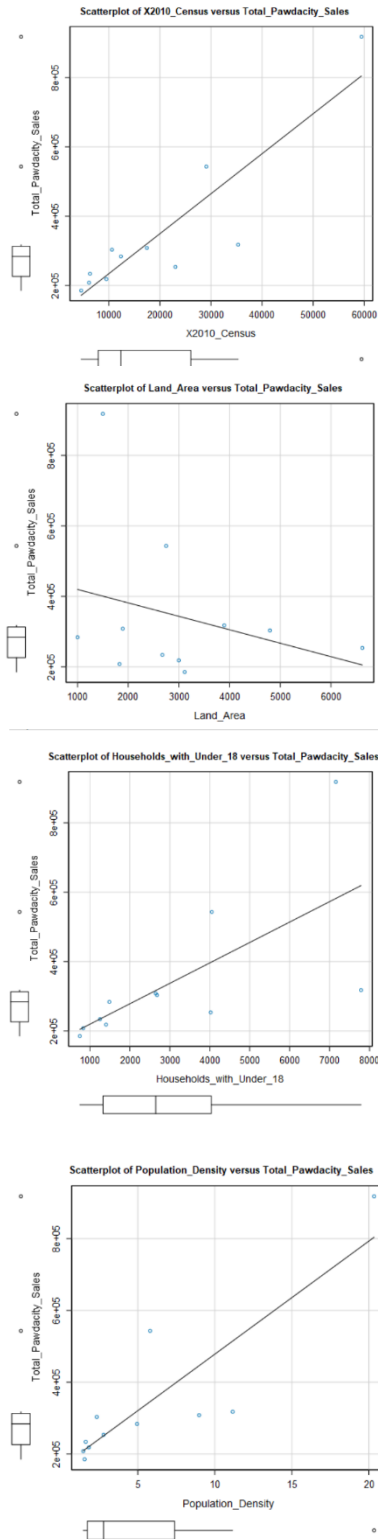 Scatterplot of X2010_Census versus Total_Pawdacity_Sales
Total_Pawdacity_Sales
8e+05
6e+05
4e+05
2e+05
10000 20000 30000 40000 50000 60000
X2010_Census
Scatterplot of Land_Area versus Total_Pawdacity_Sales
Total_Pawdacity_Sales
8e+05
6e+05
4e+05
2e+05
1000 2000 3000 4000 5000 6000
Land_Area
Scatterplot of Households_with_Under_18 versus Total_Pawdacity_Sales
Total_Pawdacity_Sales
8e+05
6e+05
4e+05
2e+05
1000 2000 3000 4000 5000 6000 7000 8000
Households_with_Under_18
Scatterplot of Population_Density versus Total_Pawdacity_Sales
Total_Pawdacity_Sales
8e+05
6e+05
4e+05
2e+05
5 10 15 20
Population_Density